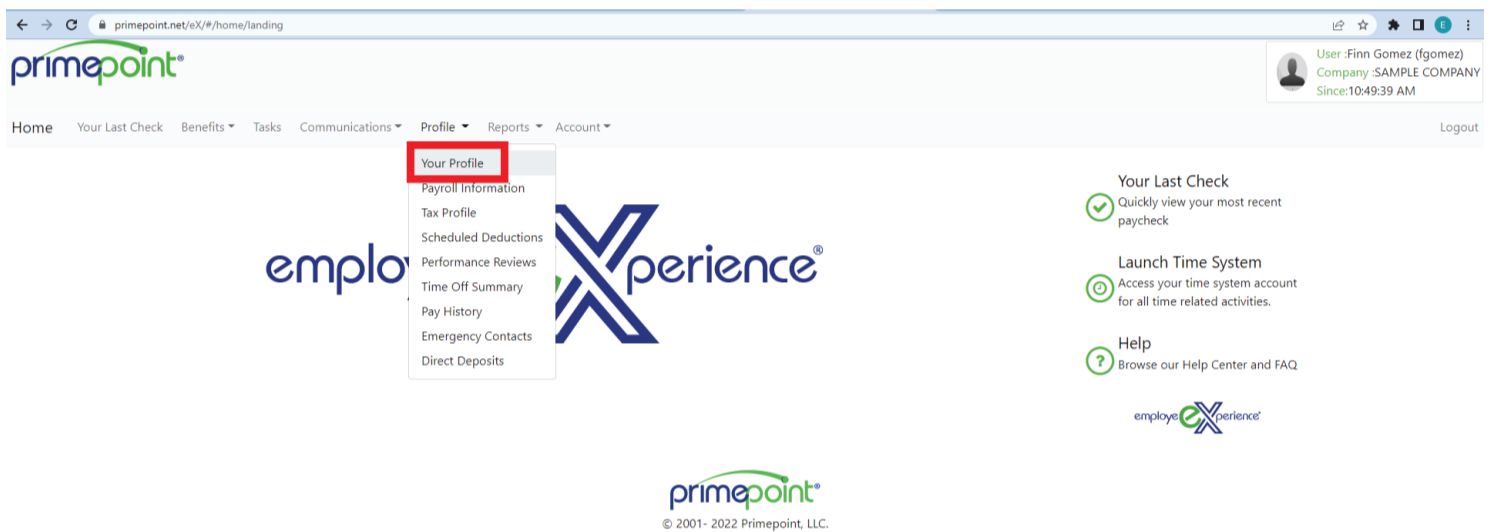 primepoint.net/eX/#/home/landing
E
primepoint®
User :Finn Gomez (fgomez)
Company :SAMPLE COMPANY
Since:10:49:39 AM
Home Your Last Check Benefits Tasks Communications Profile Reports Account Logout
Your Profile
Payroll Information
Tax Profile
Scheduled Deductions
Performance Reviews
Time Off Summary
Pay History
Emergency Contacts
Direct Deposits
emplo Xperience®
Your Last Check
Quickly view your most recent
paycheck
Launch Time System
Access your time system account
for all time related activities.
Help
Browse our Help Center and FAQ
employeeXperience®
primepoint®
© 2001- 2022 Primepoint, LLC.